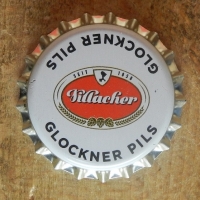 GLOCKNER PILS
SEIT 1858
Villacher
GLOCKNER PILS